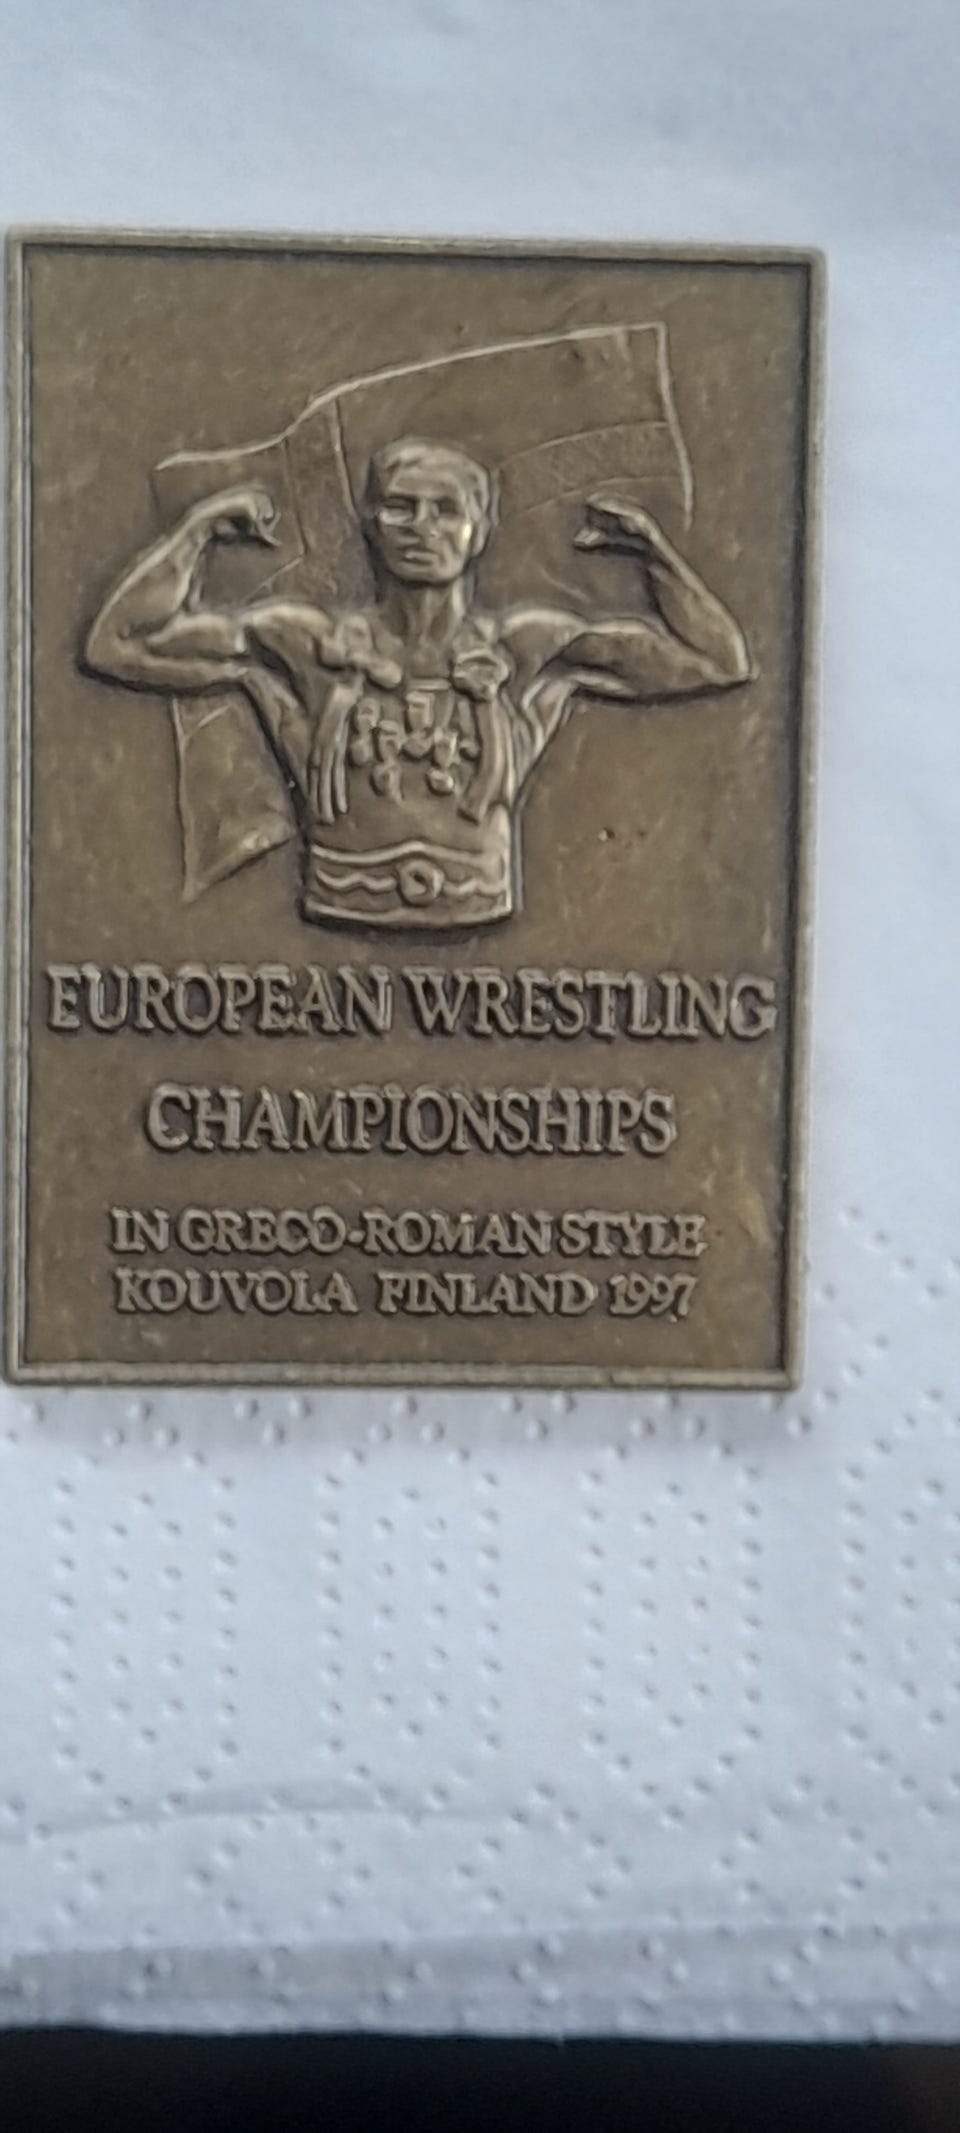 EUROPEAN WRESTLING
CHAMPIONSHIPS
IN GRECO-ROMAN STYLE
KOUVOLA FINLAND 1997